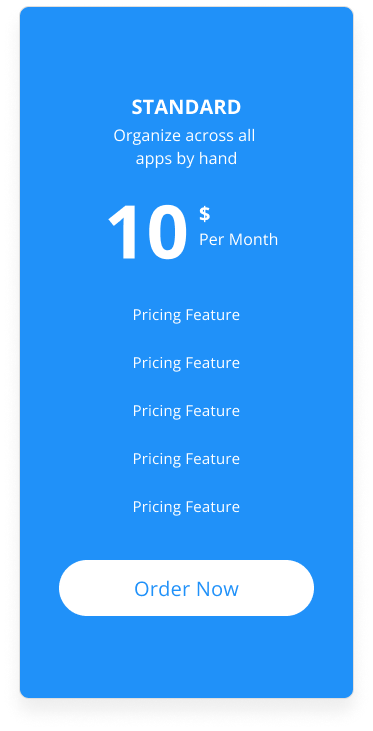 STANDARD
Organize across all
apps by hand
10 $
Per Month
Pricing Feature
Pricing Feature
Pricing Feature
Pricing Feature
Pricing Feature
Order Now